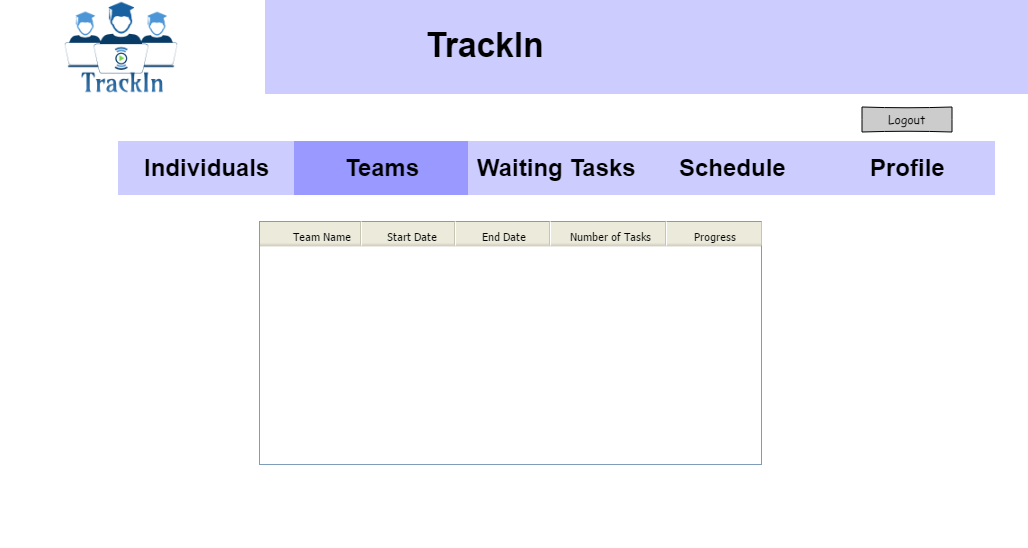 TrackIn
TrackIn
Logout
Individuals Teams Waiting Tasks Schedule Profile
Team Name Start Date End Date Number of Tasks Progress